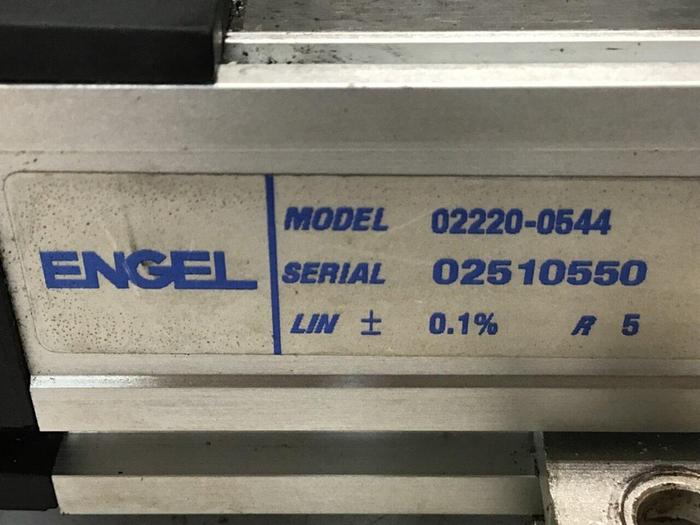 ENGEL
MODEL 02220-0544
SERIAL 02510550
LIN ± 0.1% R 5